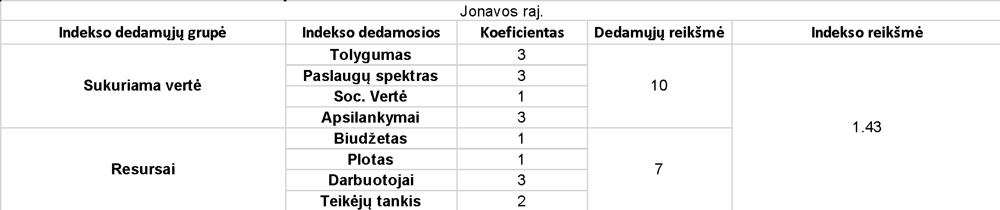 Jonavos raj.
Indekso dedamųjų grupė Indekso dedamosios Koeficientas Dedamųjų reikšmė Indekso reikšmė
Sukuriama vertė Tolygumas 3 10 1.43
Paslaugų spektras 3
Soc. Vertė 1
Apsilankymai 3
Resursai Biudžetas 1 7
Plotas 1
Darbuotojai 3
Teikėjų tankis 2